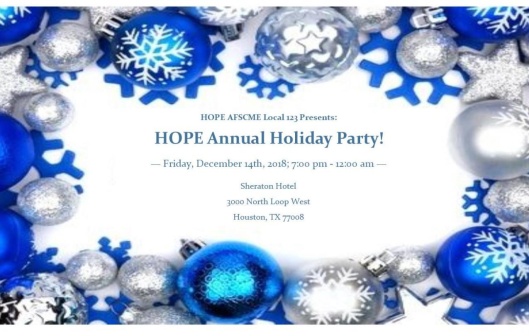 HOPE AFSCME Local 123 Presents:
HOPE Annual Holiday Party!
— Friday, December 14th, 2018; 7:00 pm - 12:00 am —
Sheraton Hotel
3000 North Loop West
Houston, TX 77008